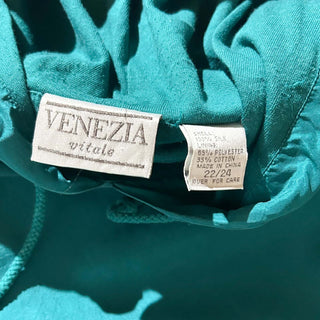 VENEZIA
vitale
SHELL
100% SILK
LINING
65% POLYESTER
35% COTTON
MADE IN CHINA
22/24
OVER FOR CARE